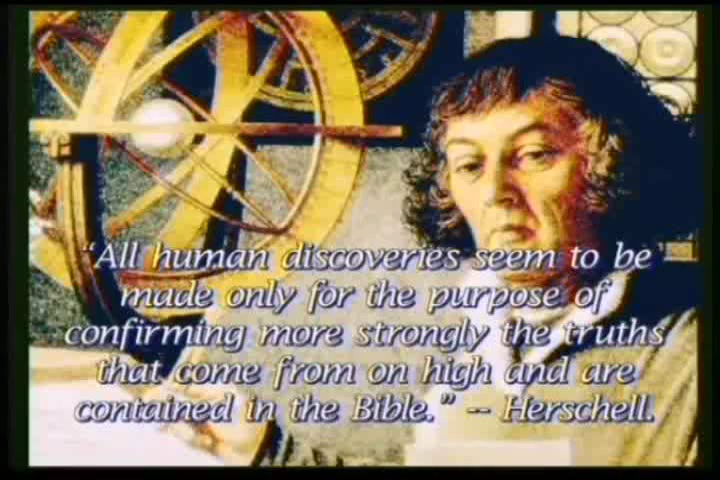 “All human discoveries seem to be
made only for the purpose of
confirming more strongly the truths
that come from on high and are
contained in the Bible.” -- Herschell.